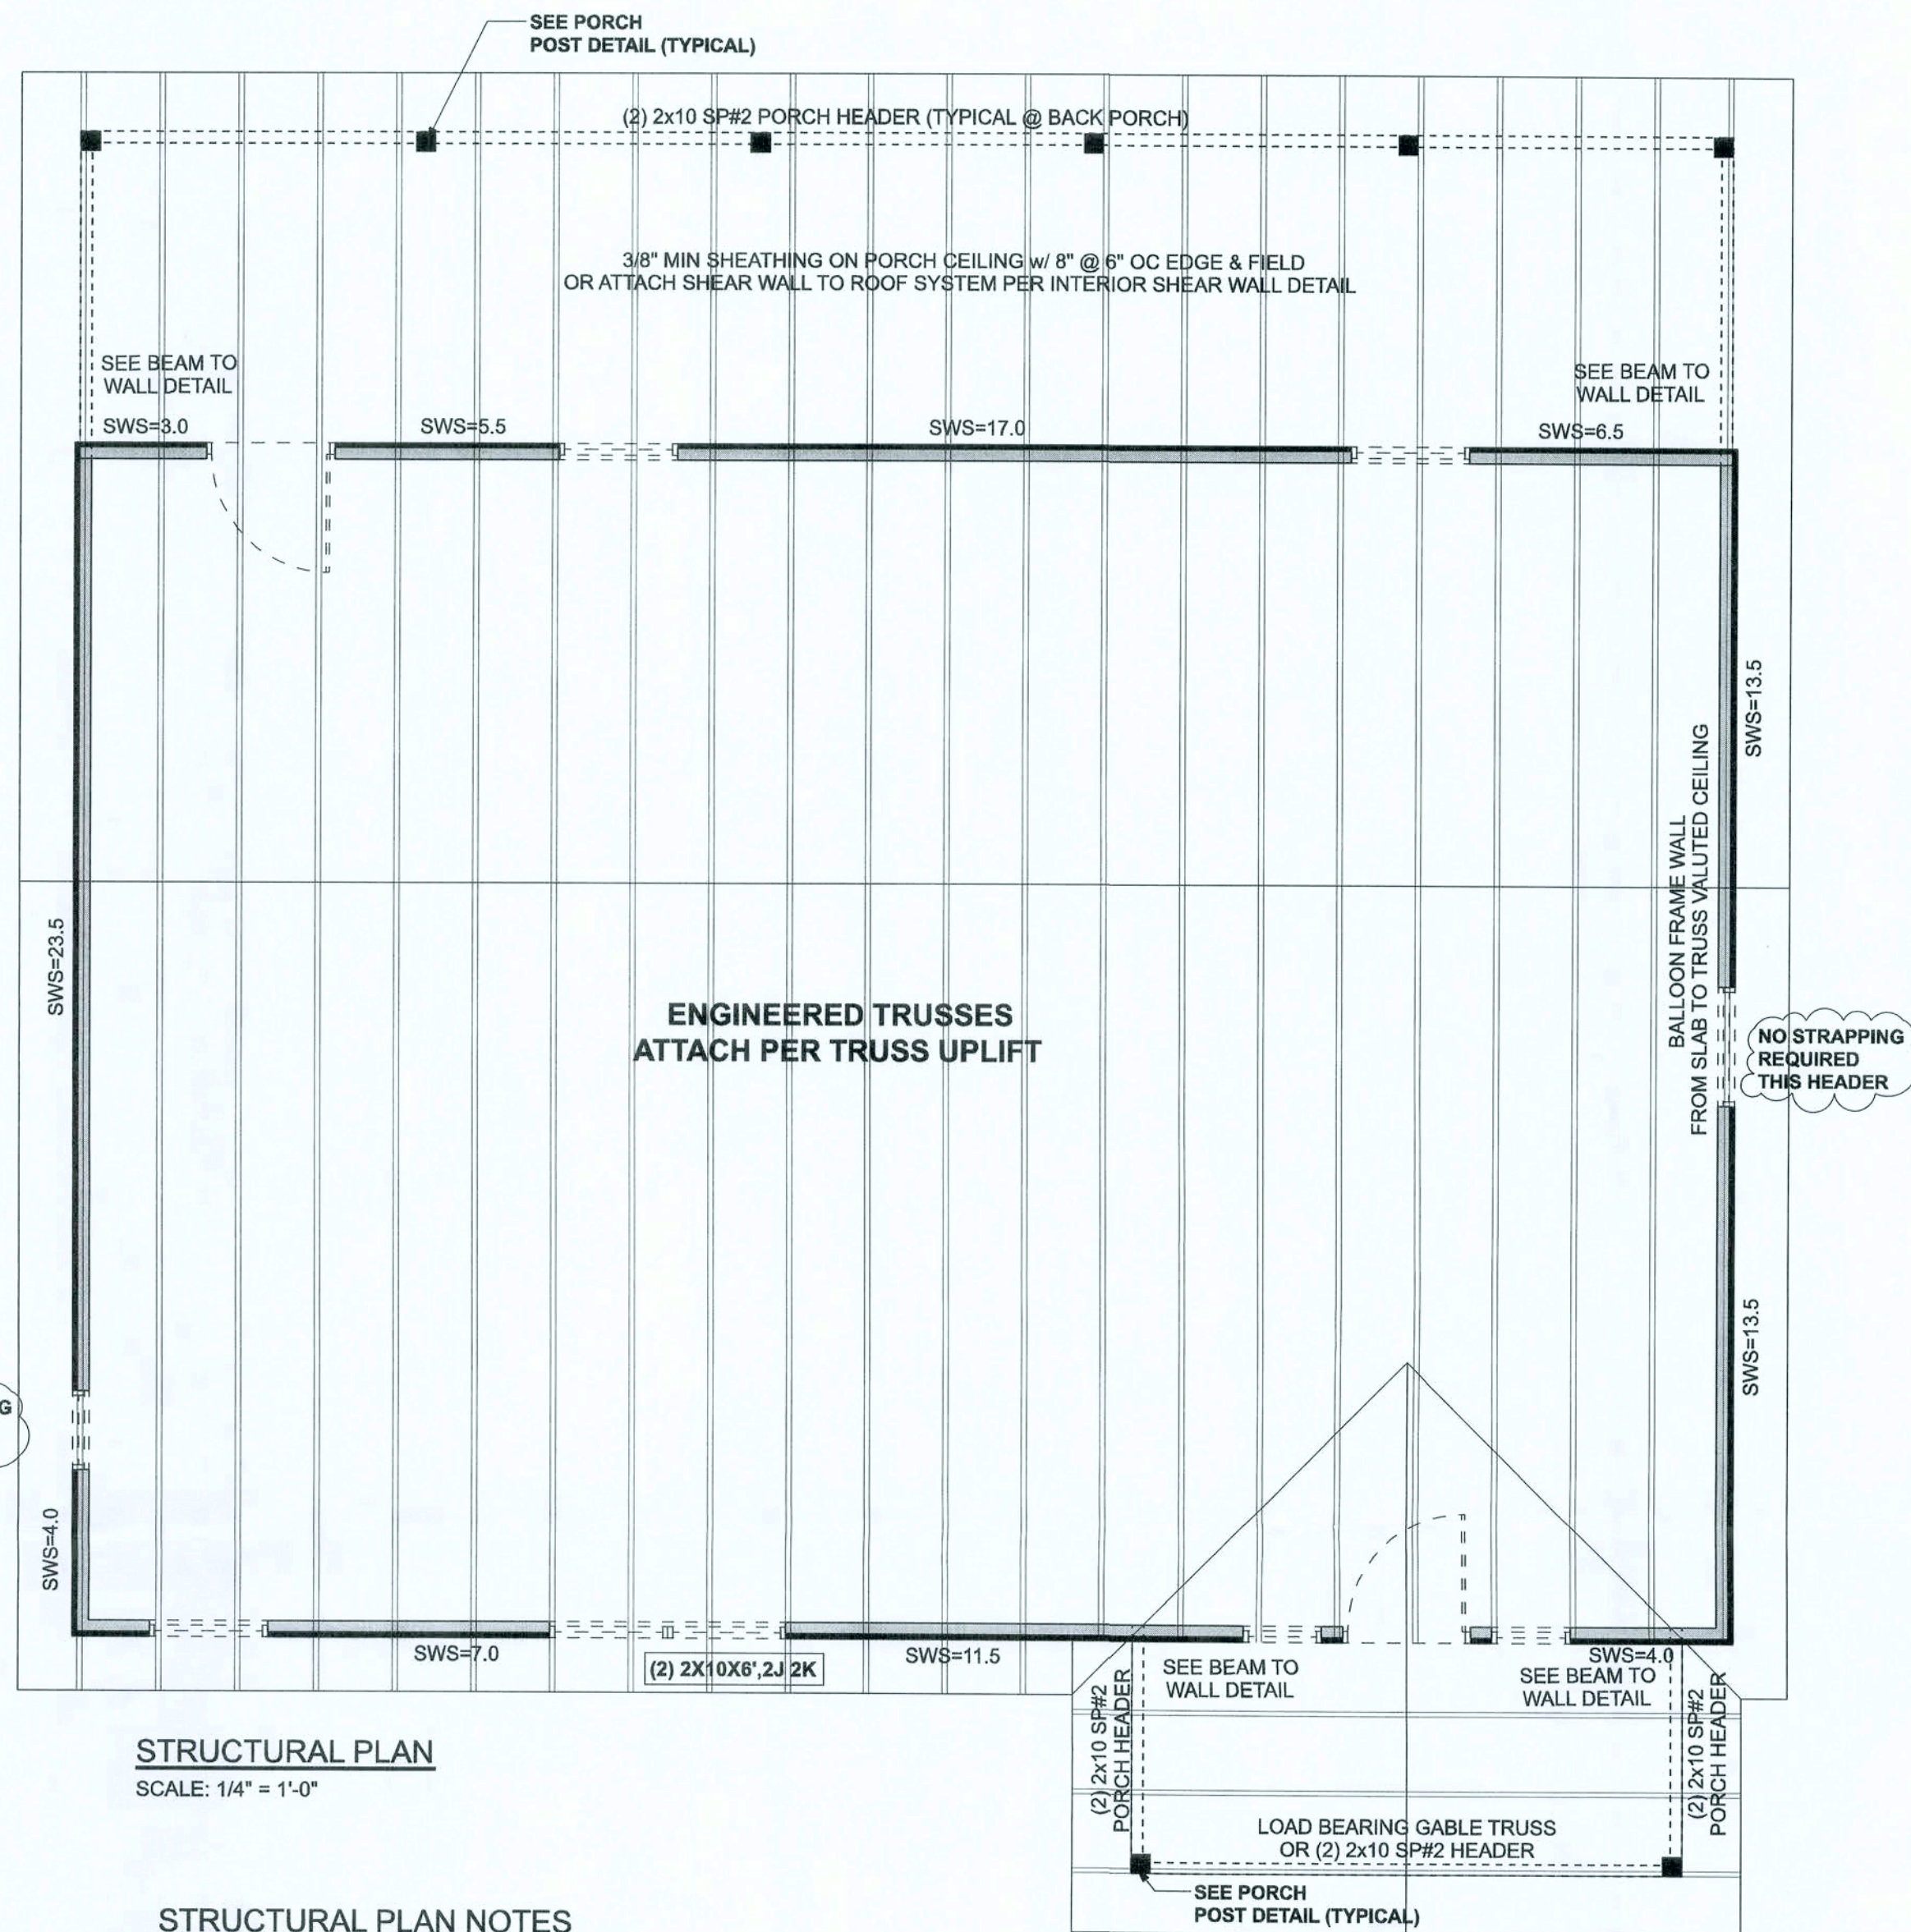 SEE PORCH
POST DETAIL (TYPICAL)
(2) 2x10 SP#2 PORCH HEADER (TYPICAL @ BACK PORCH)
3/8" MIN SHEATHING ON PORCH CEILING w/ 8" @ 6" OC EDGE & FIELD
OR ATTACH SHEAR WALL TO ROOF SYSTEM PER INTERIOR SHEAR WALL DETAIL
SEE BEAM TO
WALL DETAIL
SEE BEAM TO
WALL DETAIL
SWS=3.0
SWS=5.5
SWS=17.0
SWS=6.5
SWS=13.5
BALLOON FRAME WALL
FROM SLAB TO TRUSS VALUTED CEILING
SWS=23.5
ENGINEERED TRUSSES
ATTACH PER TRUSS UPLIFT
NO STRAPPING
REQUIRED
THIS HEADER
SWS=13.5
G
SWS=4.0
SWS=7.0
(2) 2X10X6',2J 2K
SWS=11.5
SWS=4.0
SEE BEAM TO
WALL DETAIL
SEE BEAM TO
WALL DETAIL
(2) 2x10 SP#2
PORCH HEADER
(2) 2x10 SP#2
PORCH HEADER
STRUCTURAL PLAN
SCALE: 1/4" = 1'-0"
LOAD BEARING GABLE TRUSS
OR (2) 2x10 SP#2 HEADER
SEE PORCH
POST DETAIL (TYPICAL)
STRUCTURAL PLAN NOTES